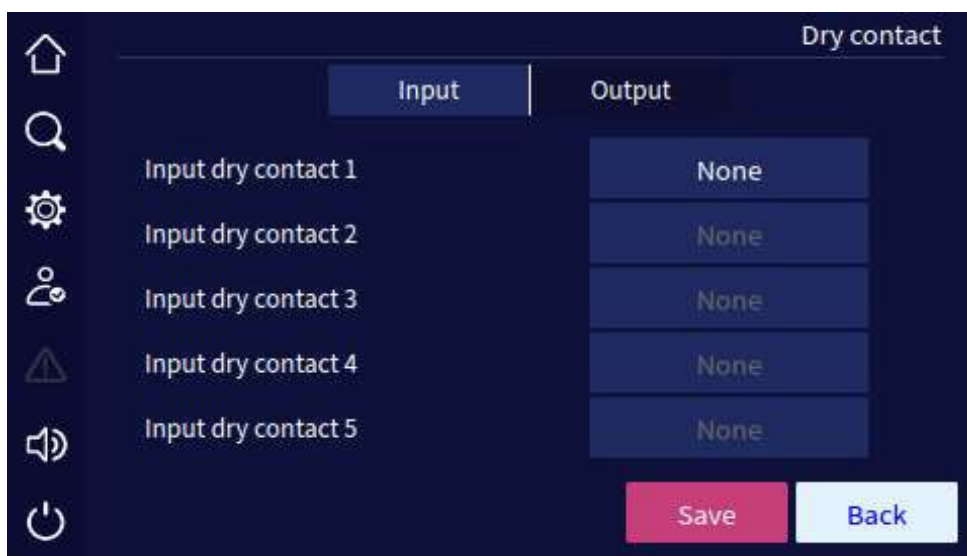 Dry contact
Input Output
Input dry contact 1 None
Input dry contact 2 None
Input dry contact 3 None
Input dry contact 4 None
Input dry contact 5 None
Save Back